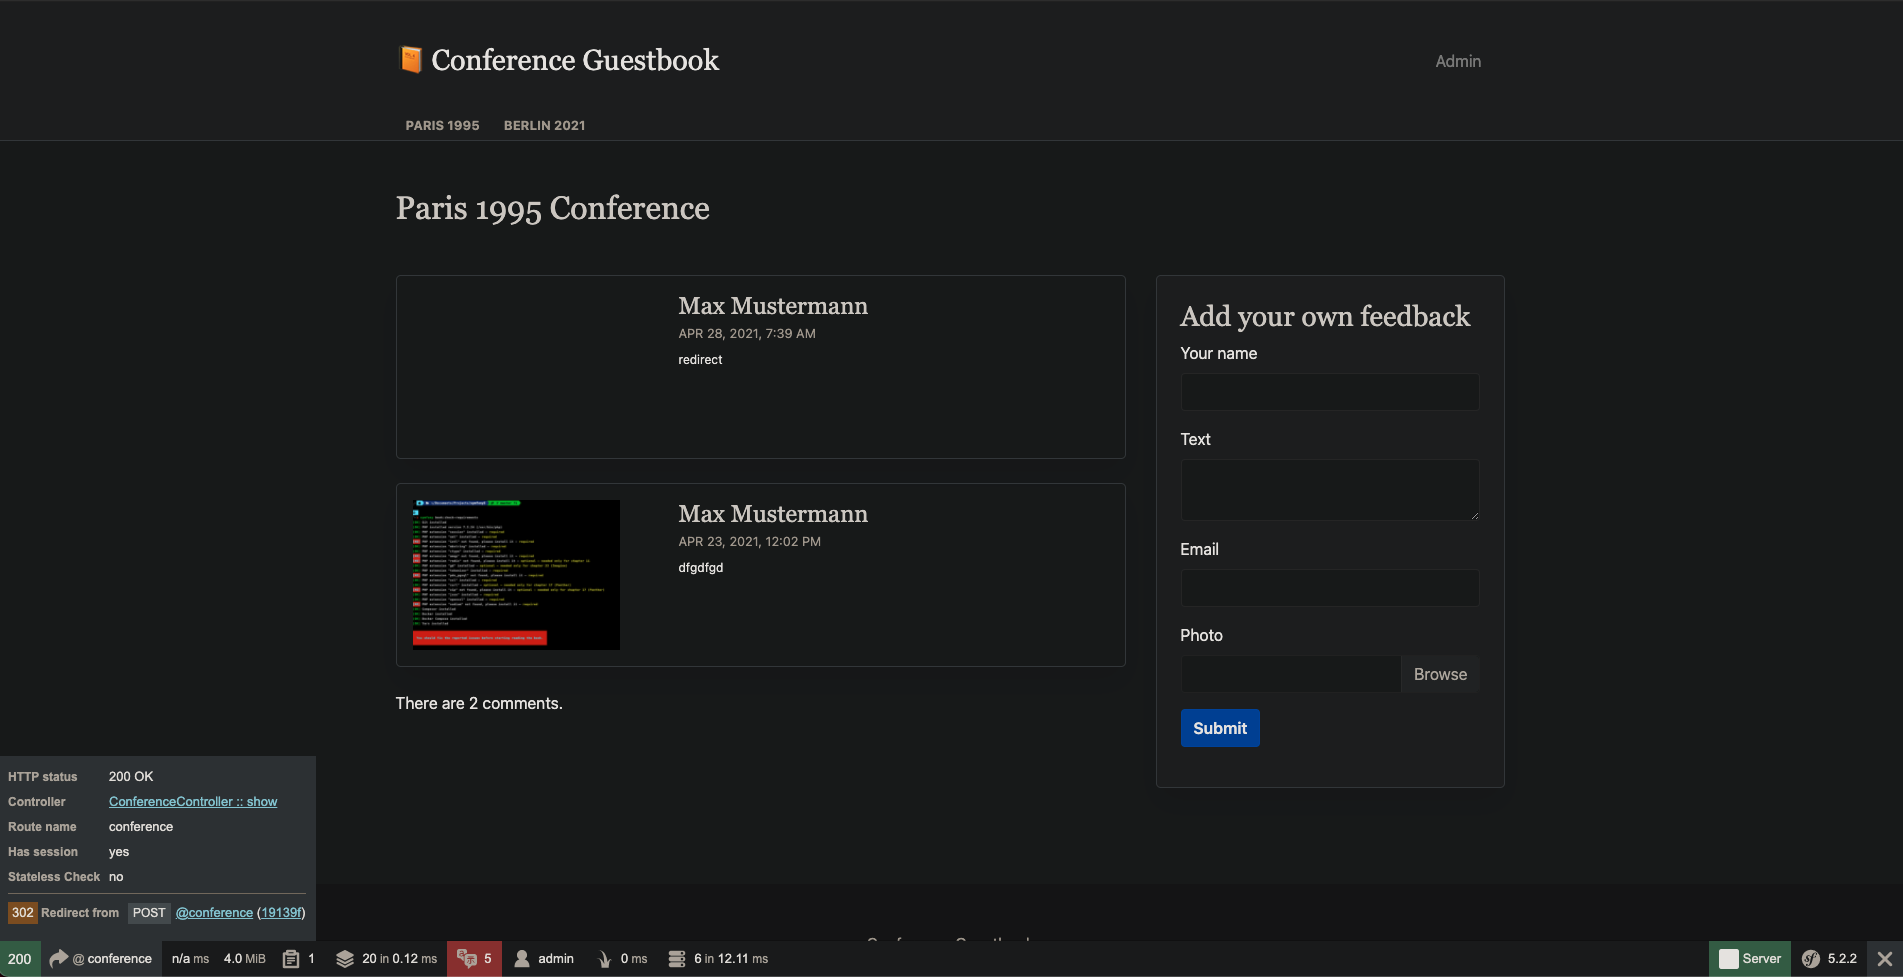 Conference Guestbook
Admin
PARIS 1995 BERLIN 2021
Paris 1995 Conference
Max Mustermann
APR 28, 2021, 7:39 AM
redirect
Max Mustermann
APR 23, 2021, 12:02 PM
dfgdfgd
There are 2 comments.
Add your own feedback
Your name
Text
Email
Photo
Browse
Submit
HTTP status 200 OK
Controller ConferenceController :: show
Route name conference
Has session yes
Stateless Check no
302 Redirect from POST @conference (19139f)
200 @ conference n/a ms 4.0 MiB 1 20 in 0.12 ms 5 admin 0 ms 6 in 12.11 ms Server 5.2.2